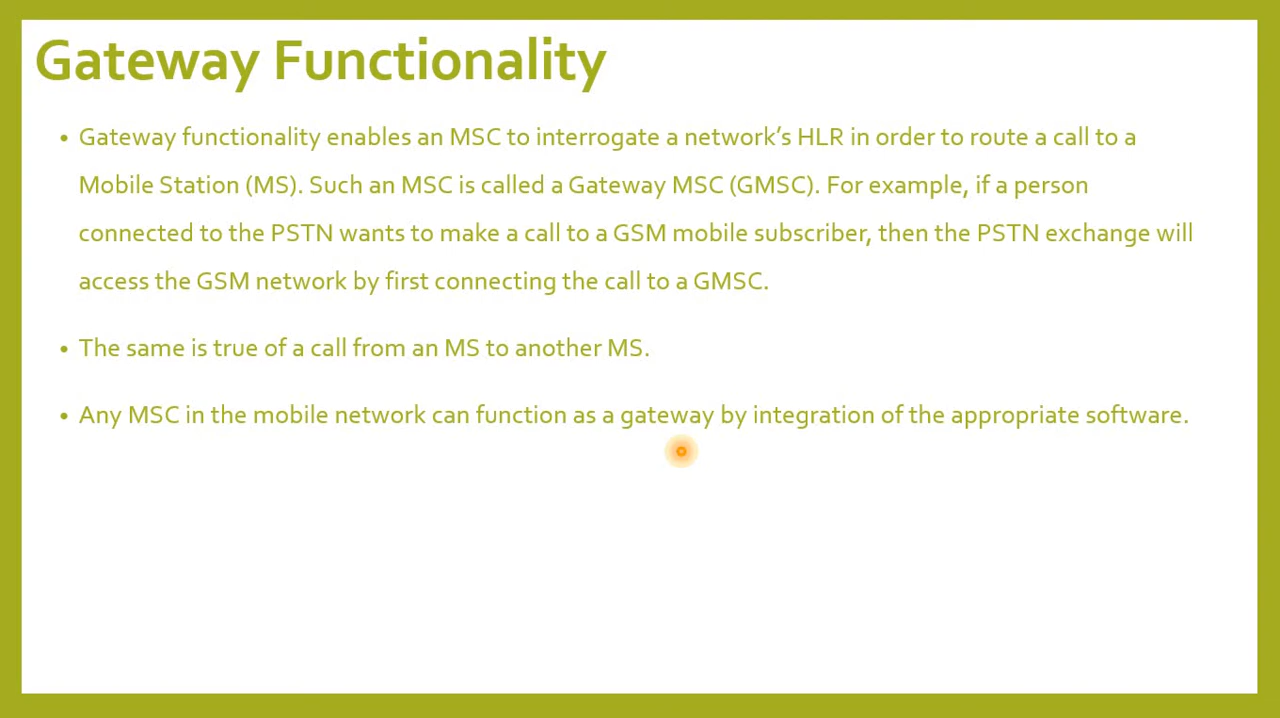 Gateway Functionality
• Gateway functionality enables an MSC to interrogate a network’s HLR in order to route a call to a
Mobile Station (MS). Such an MSC is called a Gateway MSC (GMSC). For example, if a person
connected to the PSTN wants to make a call to a GSM mobile subscriber, then the PSTN exchange will
access the GSM network by first connecting the call to a GMSC.
• The same is true of a call from an MS to another MS.
• Any MSC in the mobile network can function as a gateway by integration of the appropriate software.